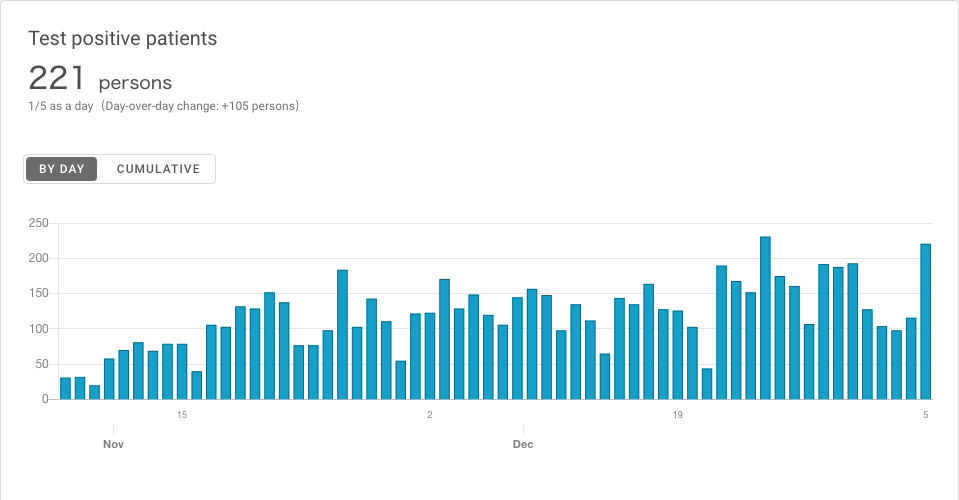 Test positive patients
221 persons
1/5 as a day（Day-over-day change: +105 persons）
BY DAY CUMULATIVE
250
200
150
100
50
0
15 2 19 5
Nov Dec